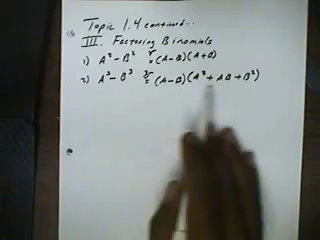 Topic 1.4 continued...
III. Factoring Binomials
1) A² - B² = (A-B)(A+B)
2) A³ - B³ = (A-B)(A² + AB + B²)